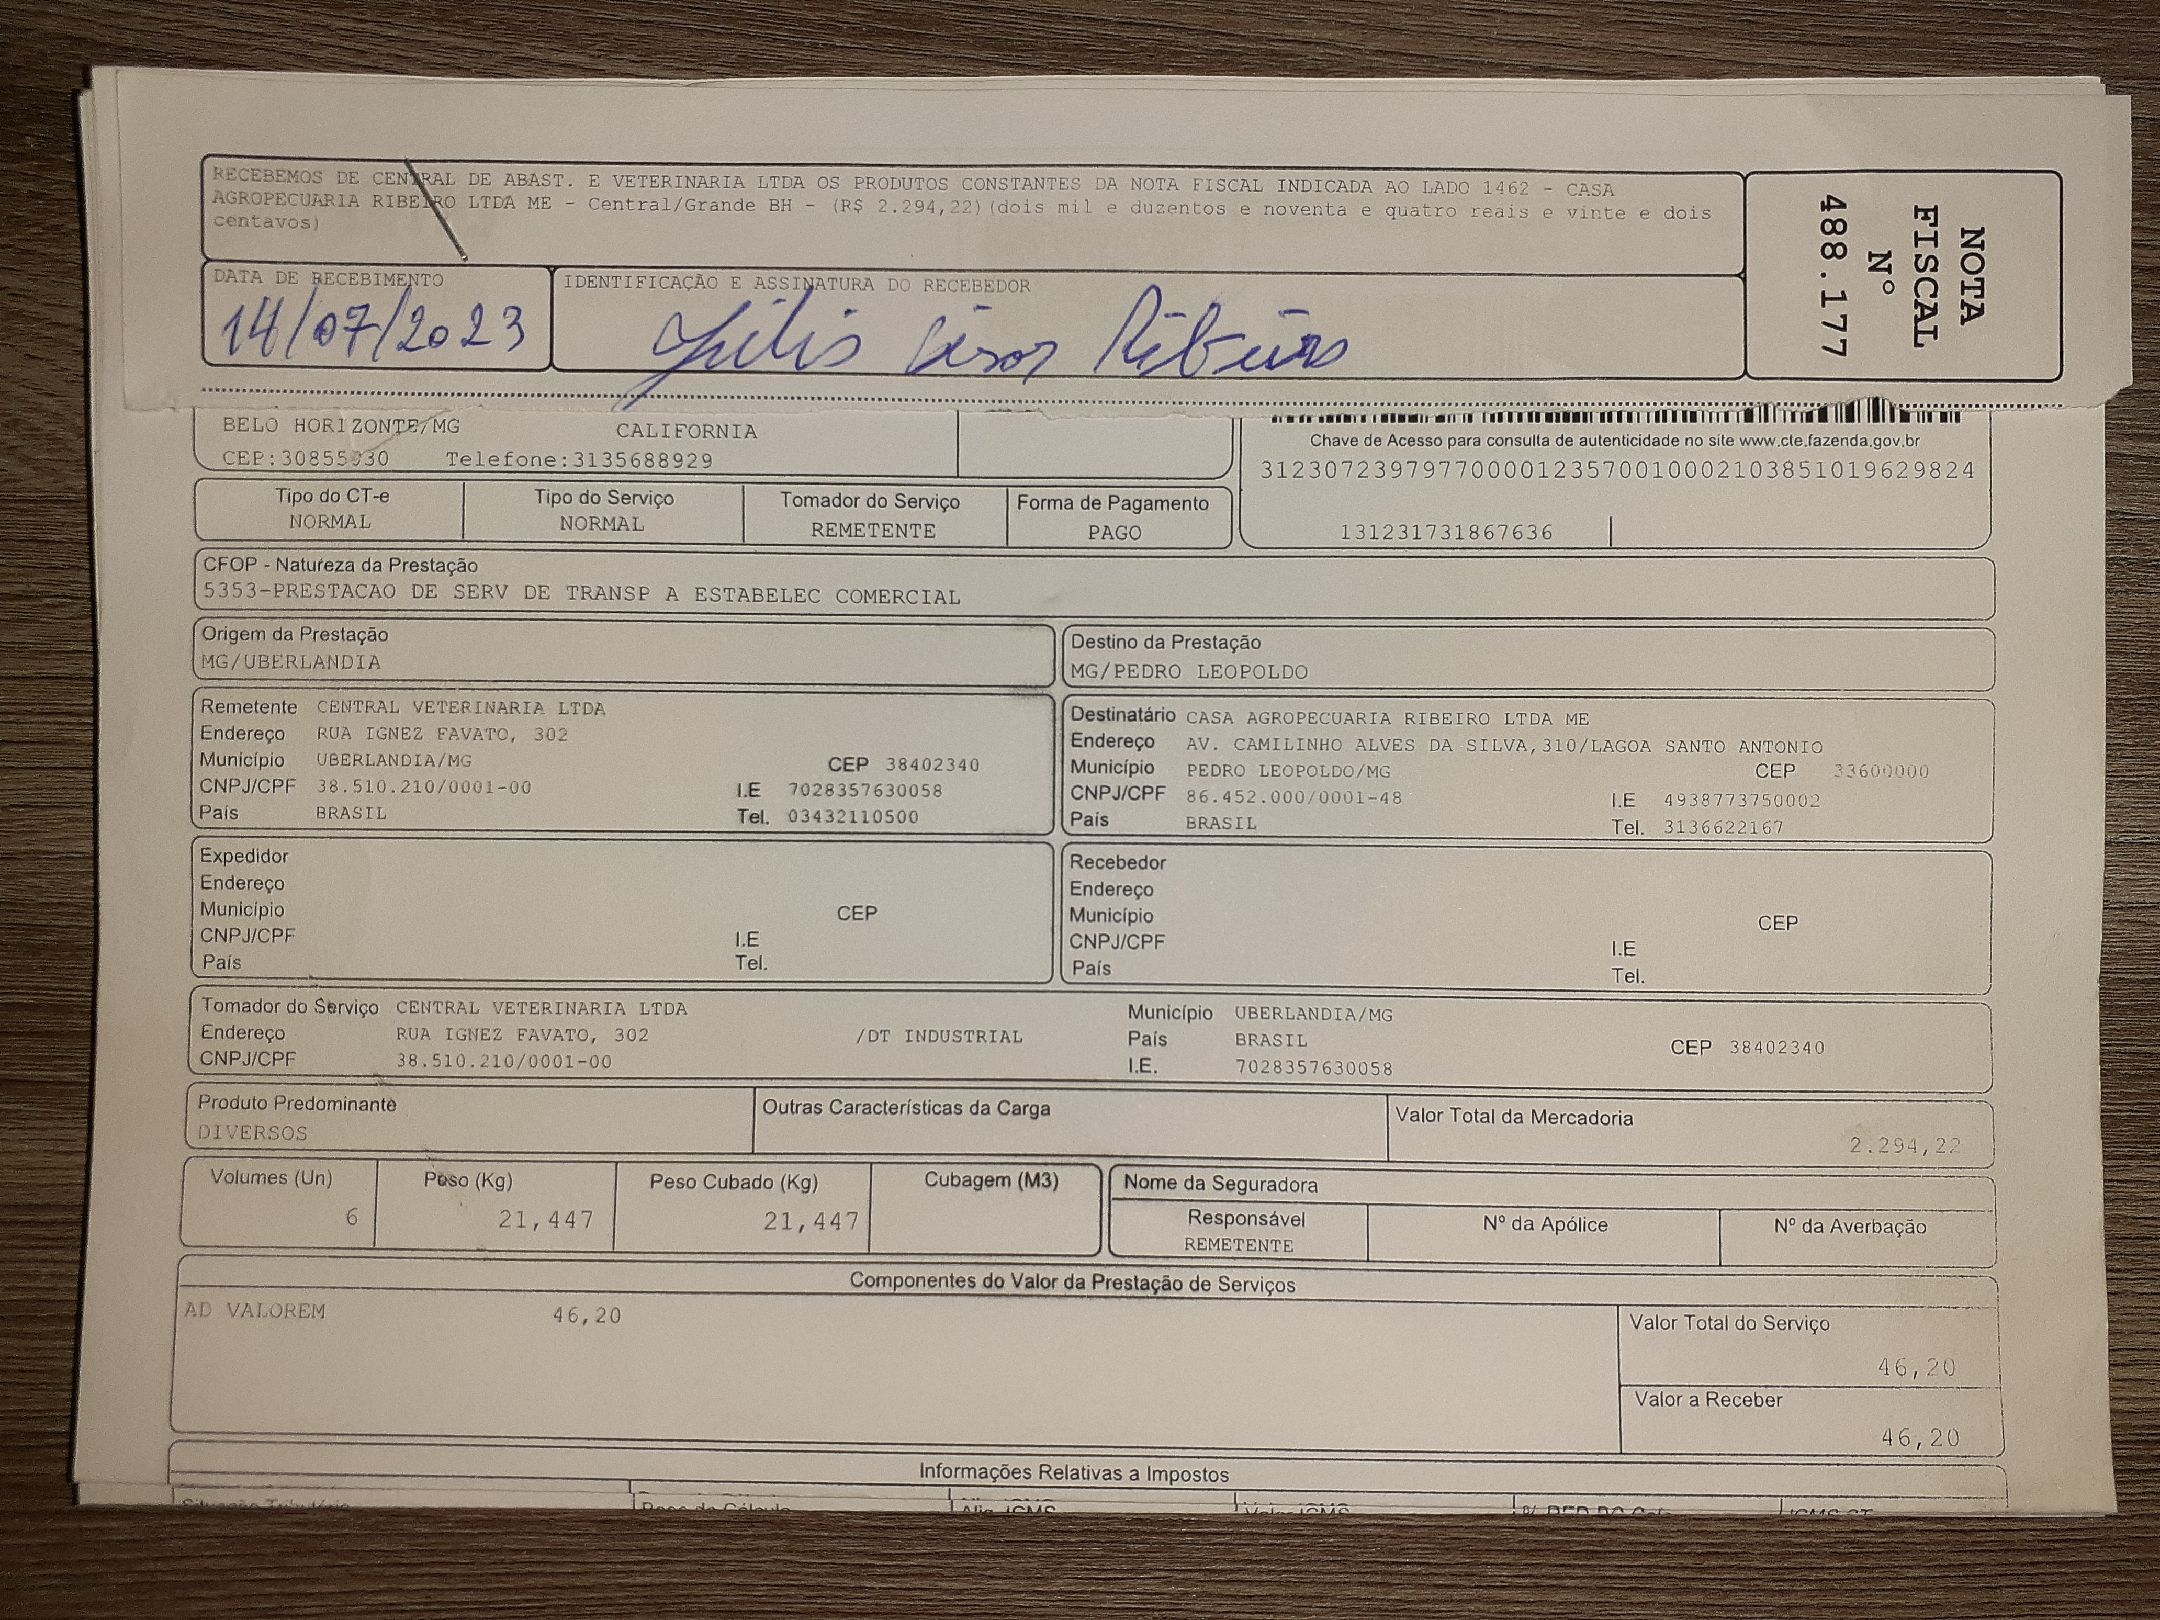 RECEBEMOS DE CENTRAL DE ABAST. E VETERINARIA LTDA OS PRODUTOS CONSTANTES DA NOTA FISCAL INDICADA AO LADO 1462 - CASA
AGROPECUARIA RIBEIRO LTDA ME - Central/Grande BH - (R$ 2.294,22)(dois mil e duzentos e noventa e quatro reais e vinte e dois
centavos)
NOTA
FISCAL
Nº
488.177
DATA DE RECEBIMENTO
14/07/2023
IDENTIFICAÇÃO E ASSINATURA DO RECEBEDOR
Ribeiro
BELO HORIZONTE/MG CALIFORNIA
CEP:30855030 Telefone:3135688929
Chave de Acesso para consulta de autenticidade no site www.cte.fazenda.gov.br
31230723979770000123570010002103851019629824
131231731867636
Tipo do CT-e Tipo do Serviço Tomador do Serviço Forma de Pagamento
NORMAL NORMAL REMETENTE PAGO
CFOP - Natureza da Prestação
5353-PRESTACAO DE SERV DE TRANSP A ESTABELEC COMERCIAL
Origem da Prestação
MG/UBERLANDIA
Destino da Prestação
MG/PEDRO LEOPOLDO
Remetente CENTRAL VETERINARIA LTDA
Endereço RUA IGNEZ FAVATO, 302
Município UBERLANDIA/MG CEP 38402340
CNPJ/CPF 38.510.210/0001-00 I.E 7028357630058
País BRASIL Tel. 03432110500
Destinatário CASA AGROPECUARIA RIBEIRO LTDA ME
Endereço AV. CAMILINHO ALVES DA SILVA,310/LAGOA SANTO ANTONIO
Município PEDRO LEOPOLDO/MG CEP 33600000
CNPJ/CPF 86.452.000/0001-48 I.E 4938773750002
País BRASIL Tel. 3136622167
Expedidor
Endereço
Município CEP
CNPJ/CPF I.E
País Tel.
Recebedor
Endereço
Município CEP
CNPJ/CPF I.E
País Tel.
Tomador do Serviço CENTRAL VETERINARIA LTDA Município UBERLANDIA/MG
Endereço RUA IGNEZ FAVATO, 302 /DT INDUSTRIAL País BRASIL CEP 38402340
CNPJ/CPF 38.510.210/0001-00 I.E. 7028357630058
Produto Predominante Outras Características da Carga Valor Total da Mercadoria
DIVERSOS 2.294,22
Volumes (Un) Peso (Kg) Peso Cubado (Kg) Cubagem (M3)
6 21,447 21,447
Nome da Seguradora
Responsável Nº da Apólice Nº da Averbação
REMETENTE
Componentes do Valor da Prestação de Serviços
AD VALOREM 46,20
Valor Total do Serviço
46,20
Valor a Receber
46,20
Informações Relativas a Impostos